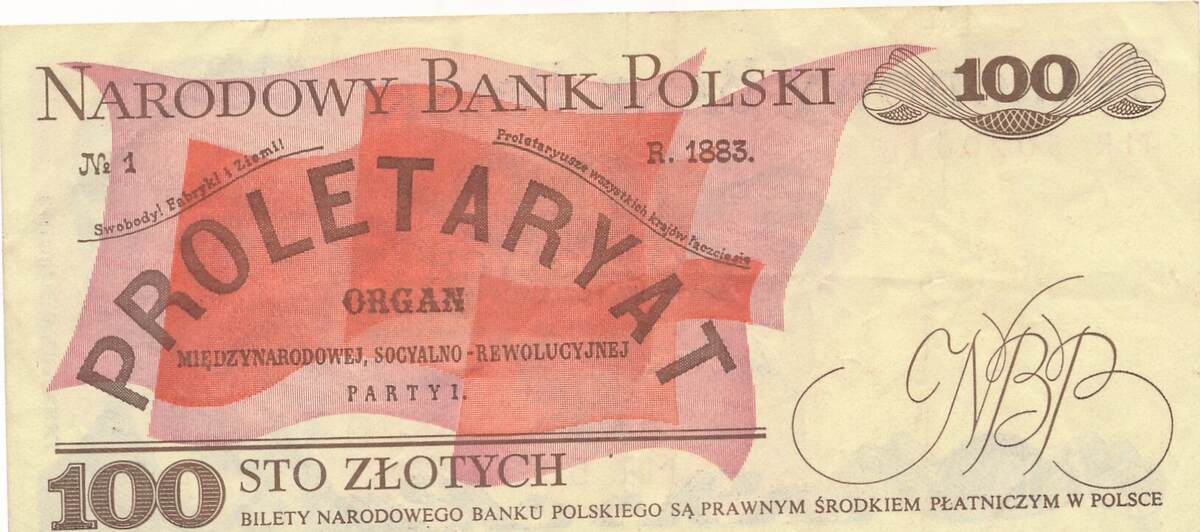 NARODOWY BANK POLSKI
100
№ 1
R. 1883.
Swobody! Fabryk! i Ziemi!
Proletaryusze wszystkich krajów łączcie się
PROLETARYAT
ORGAN
MIĘDZYNARODOWEJ, SOCYALNO-REWOLUCYJNEJ
PARTYI.
NBP
100 STO ZŁOTYCH
BILETY NARODOWEGO BANKU POLSKIEGO SĄ PRAWNYM ŚRODKIEM PŁATNICZYM W POLSCE